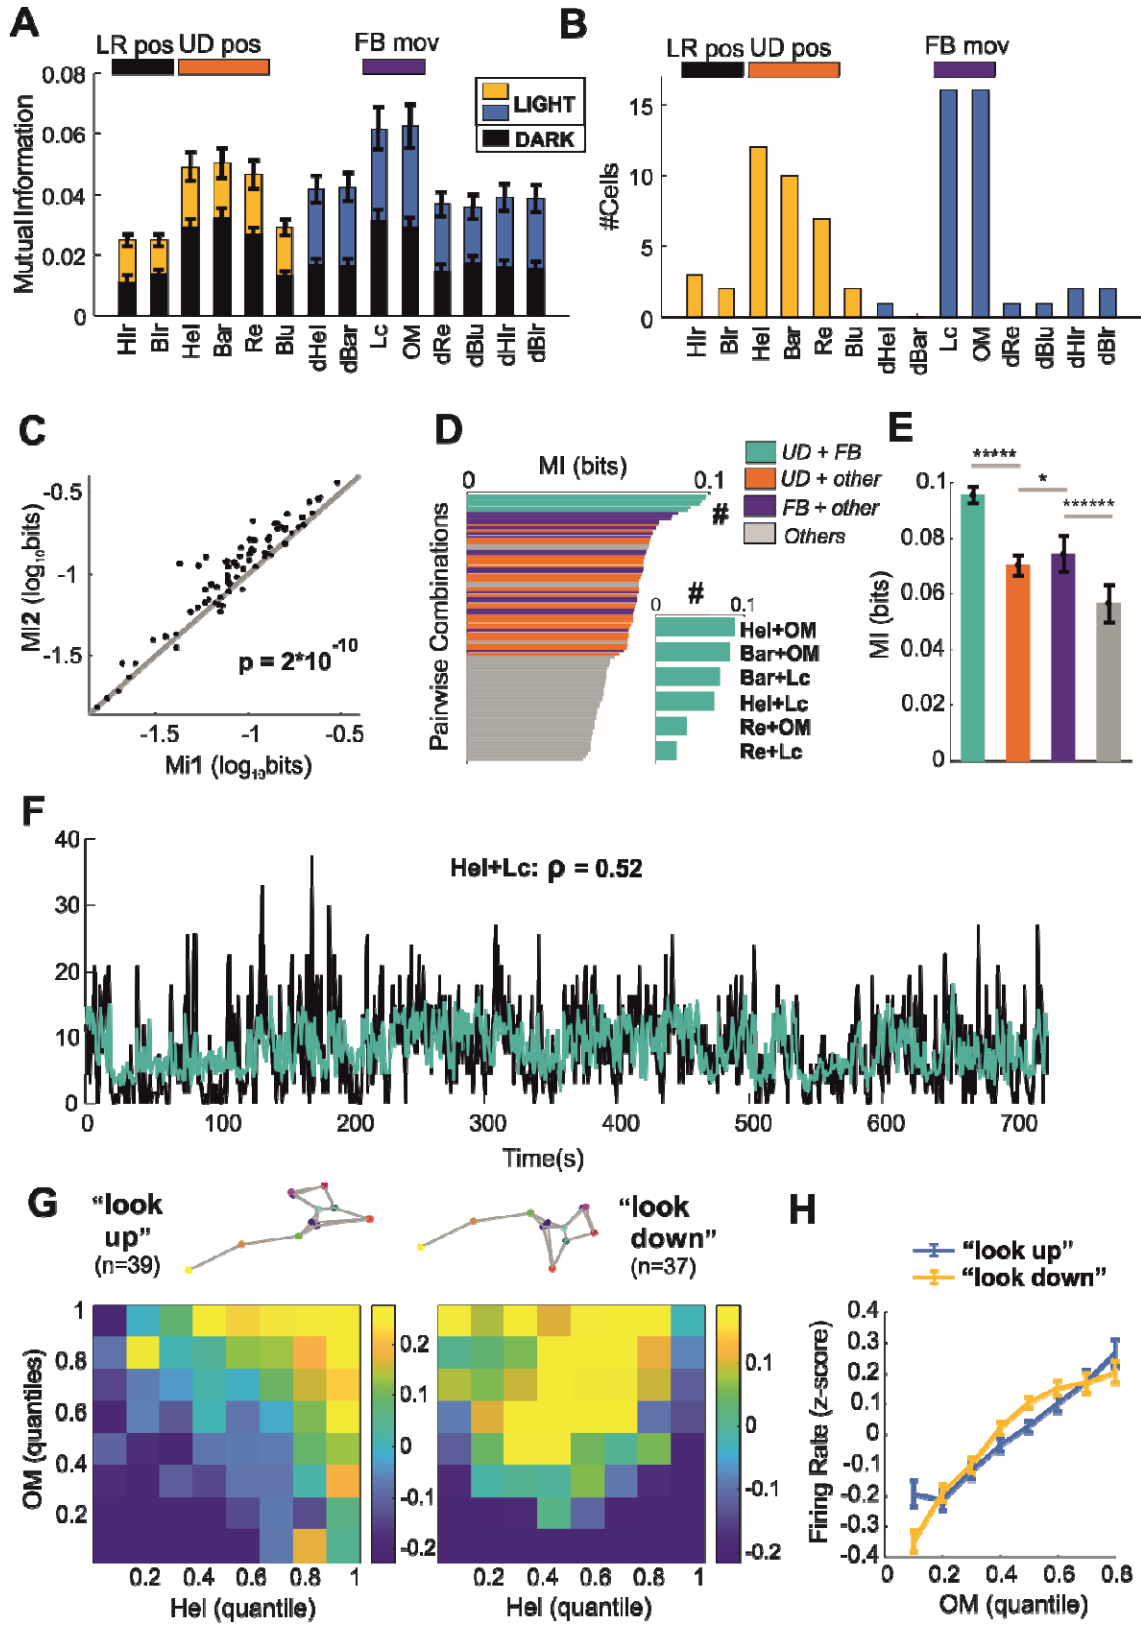 A
LR pos UD pos FB mov
0.08
0.06
0.04
0.02
0
Mutual Information
LIGHT
DARK
Hlr Blr Hel Bar Re Blu dHel dBar Lc OM dRe dBlu dHlr dBlr
B
LR pos UD pos FB mov
15
10
5
0
#Cells
Hlr Blr Hel Bar Re Blu dHel dBar Lc OM dRe dBlu dHlr dBlr
C
-0.5
-1
-1.5
MI2 (log10bits)
p = 2*10-10
-1.5 -1 -0.5
Mi1 (log10bits)
D
MI (bits)
0 0.1
Pairwise Combinations
#
UD + FB
UD + other
FB + other
Others
#
0 0.1
Hel+OM
Bar+OM
Bar+Lc
Hel+Lc
Re+OM
Re+Lc
E
*****
*
******
0.1
0.08
0.06
0.04
0.02
0
MI (bits)
F
40
30
20
10
0
Hel+Lc: ρ = 0.52
0 100 200 300 400 500 600 700
Time(s)
G
“look
up”
(n=39)
“look
down”
(n=37)
1
0.8
0.6
0.4
0.2
OM (quantiles)
0.2 0.4 0.6 0.8 1
Hel (quantile)
0.2
0.1
0
-0.1
-0.2
0.2 0.4 0.6 0.8 1
Hel (quantile)
0.1
0
-0.1
-0.2
H
“look up”
“look down”
0.4
0.3
0.2
0.1
0
-0.1
-0.2
-0.3
-0.4
Firing Rate (z-score)
0 0.2 0.4 0.6 0.8
OM (quantile)